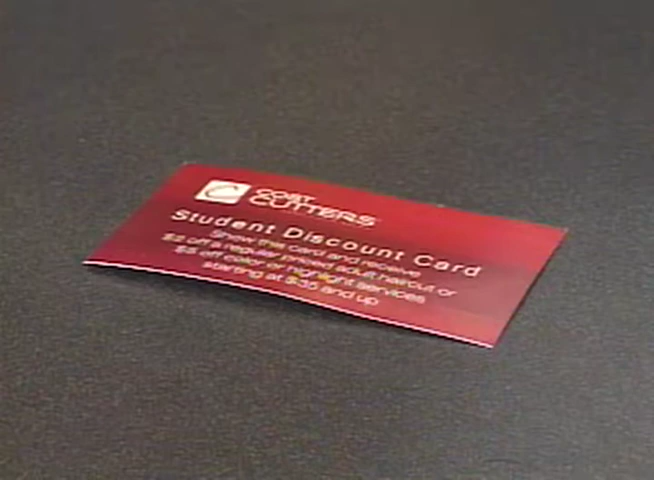 C
COST
CUTTERS
Student Discount Card
Show this card and receive
$2 off a regular priced adult haircut or
$5 off color or highlight services
starting at $35 and up